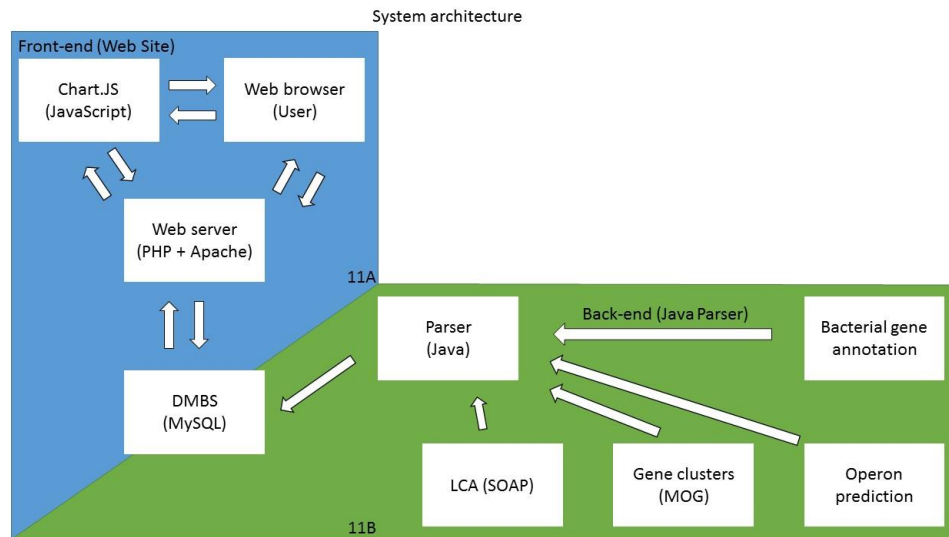 System architecture
Front-end (Web Site)
Chart.JS
(JavaScript)
Web browser
(User)
Web server
(PHP + Apache)
11A
Parser
(Java)
Back-end (Java Parser)
Bacterial gene
annotation
DMBS
(MySQL)
LCA (SOAP)
Gene clusters
(MOG)
Operon
prediction
11B